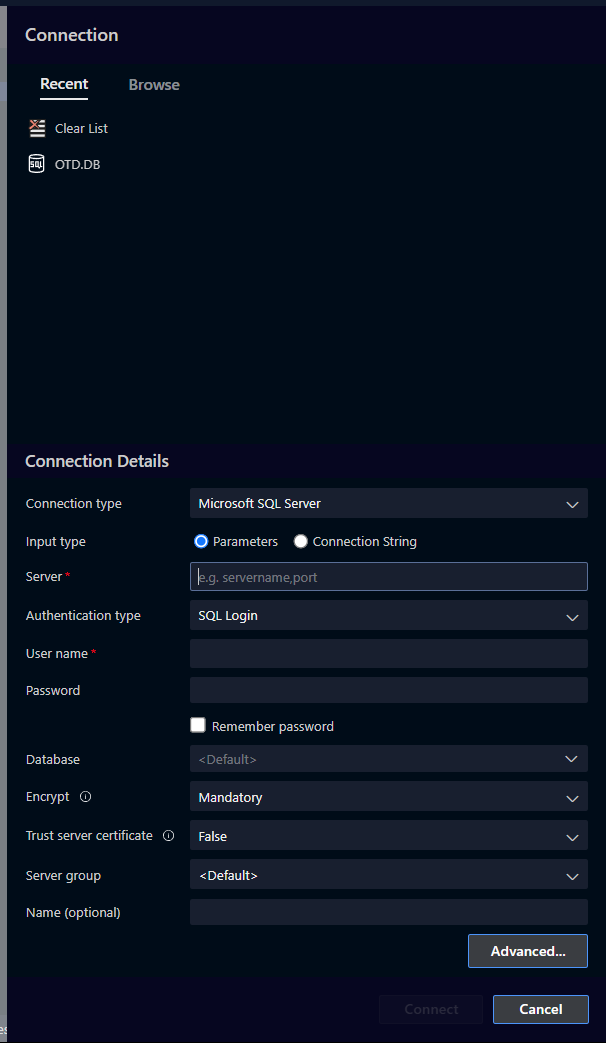 Connection
Recent Browse
Clear List
SQL OTD.DB
Connection Details
Connection type Microsoft SQL Server
Input type Parameters Connection String
Server * e.g. servername,port
Authentication type SQL Login
User name *
Password
Remember password
Database <Default>
Encrypt Mandatory
Trust server certificate False
Server group <Default>
Name (optional)
Advanced...
Connect Cancel